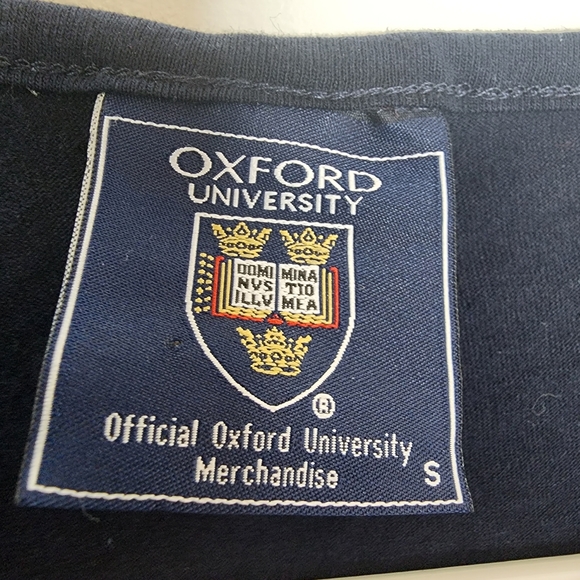 OXFORD
UNIVERSITY
DOMI MINA
NVS TIO
ILLV MEA
®
Official Oxford University
Merchandise
S